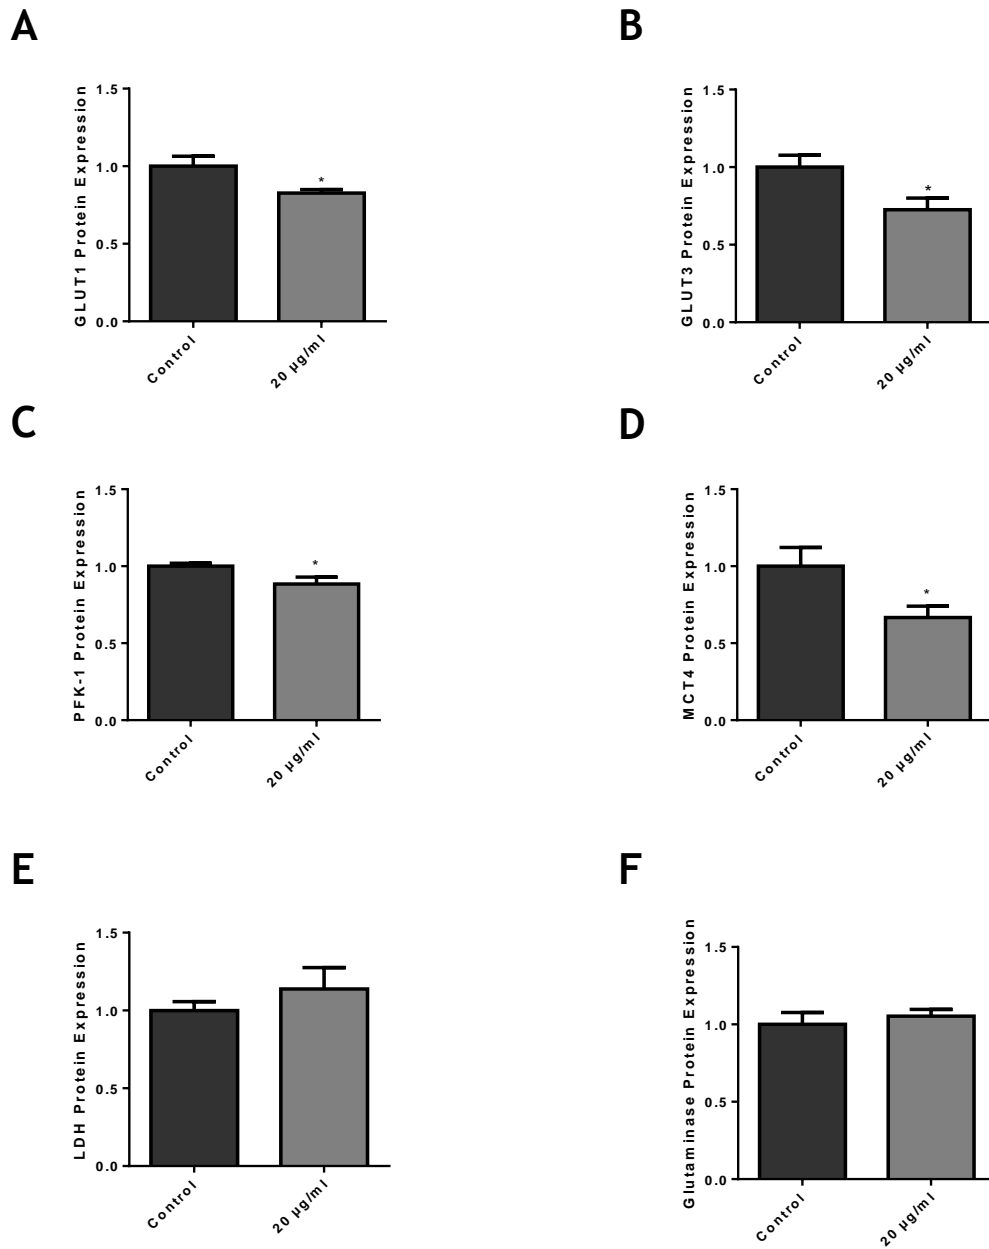 A
B
GLUT1 Protein Expression
1.5
1.0
0.5
0.0
*
Control
20 µg/ml
GLUT3 Protein Expression
1.5
1.0
0.5
0.0
*
Control
20 µg/ml
C
D
PFK-1 Protein Expression
1.5
1.0
0.5
0.0
*
Control
20 µg/ml
MCT4 Protein Expression
1.5
1.0
0.5
0.0
*
Control
20 µg/ml
E
F
LDH Protein Expression
1.5
1.0
0.5
0.0
Control
20 µg/ml
Glutaminase Protein Expression
1.5
1.0
0.5
0.0
Control
20 µg/ml